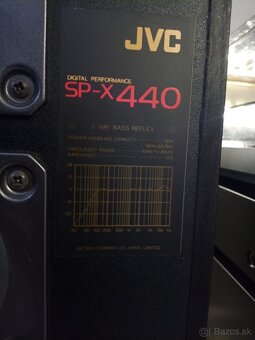 JVC
DIGITAL PERFORMANCE
SP-X440
3 WAY BASS REFLEX
POWER HANDLING CAPACITY
FREQUENCY RANGE
IMPEDANCE
VICTOR COMPANY OF JAPAN, LIMITED
Bazoš.sk